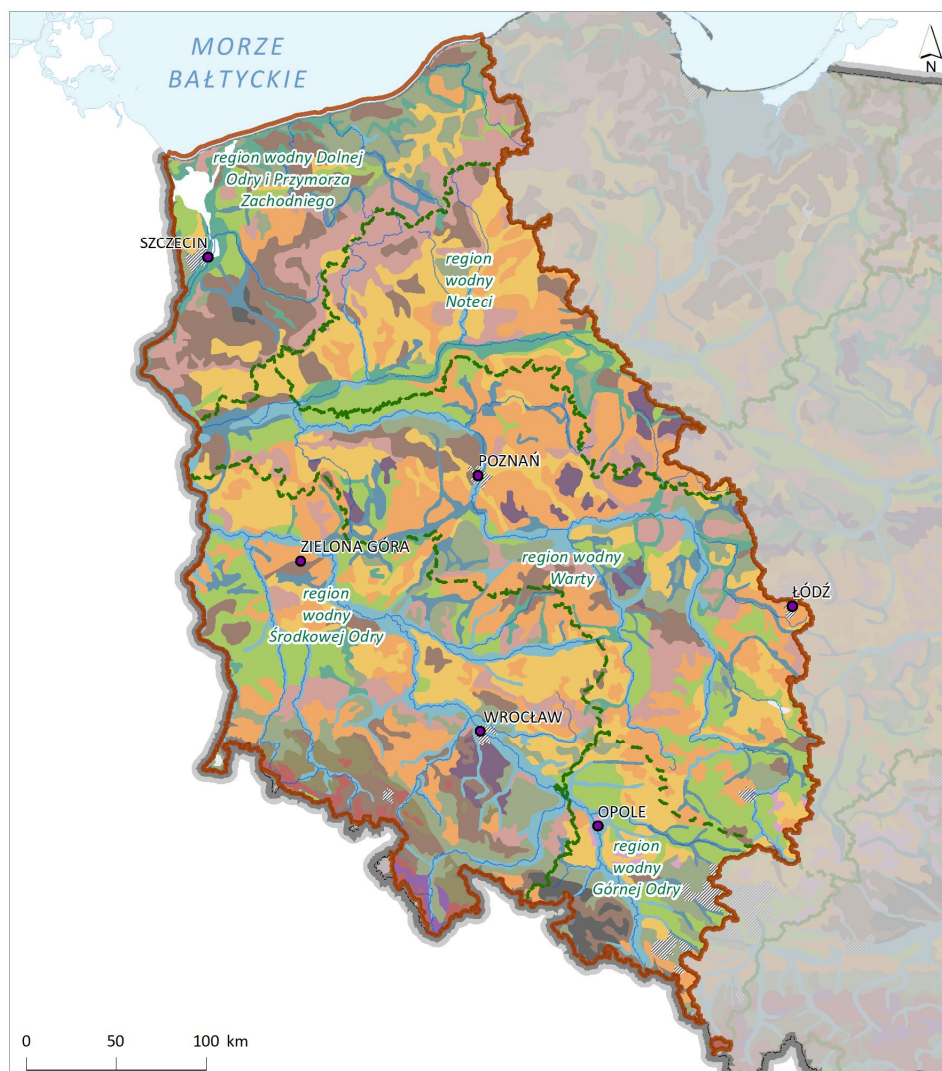 MORZE
BAŁTYCKIE
N
region wodny Dolnej
Odry i Przymorza
Zachodniego
SZCZECIN
region
wodny
Noteci
POZNAŃ
ZIELONA GÓRA
region wodny
Warty
region
wodny
Środkowej Odry
ŁÓDŹ
WROCŁAW
OPOLE
region
wodny
Górnej Odry
0 50 100 km